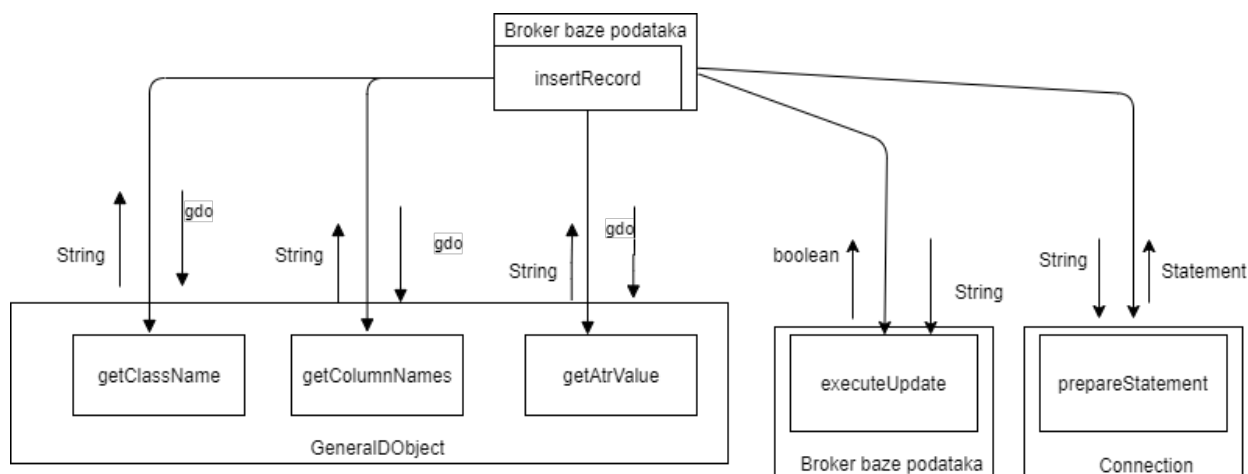 Broker baze podataka
insertRecord
gdo
String
String
gdo
String
gdo
boolean
String
String
Statement
getClassName
getColumnNames
getAtrValue
executeUpdate
prepareStatement
GeneralDObject
Broker baze podataka
Connection